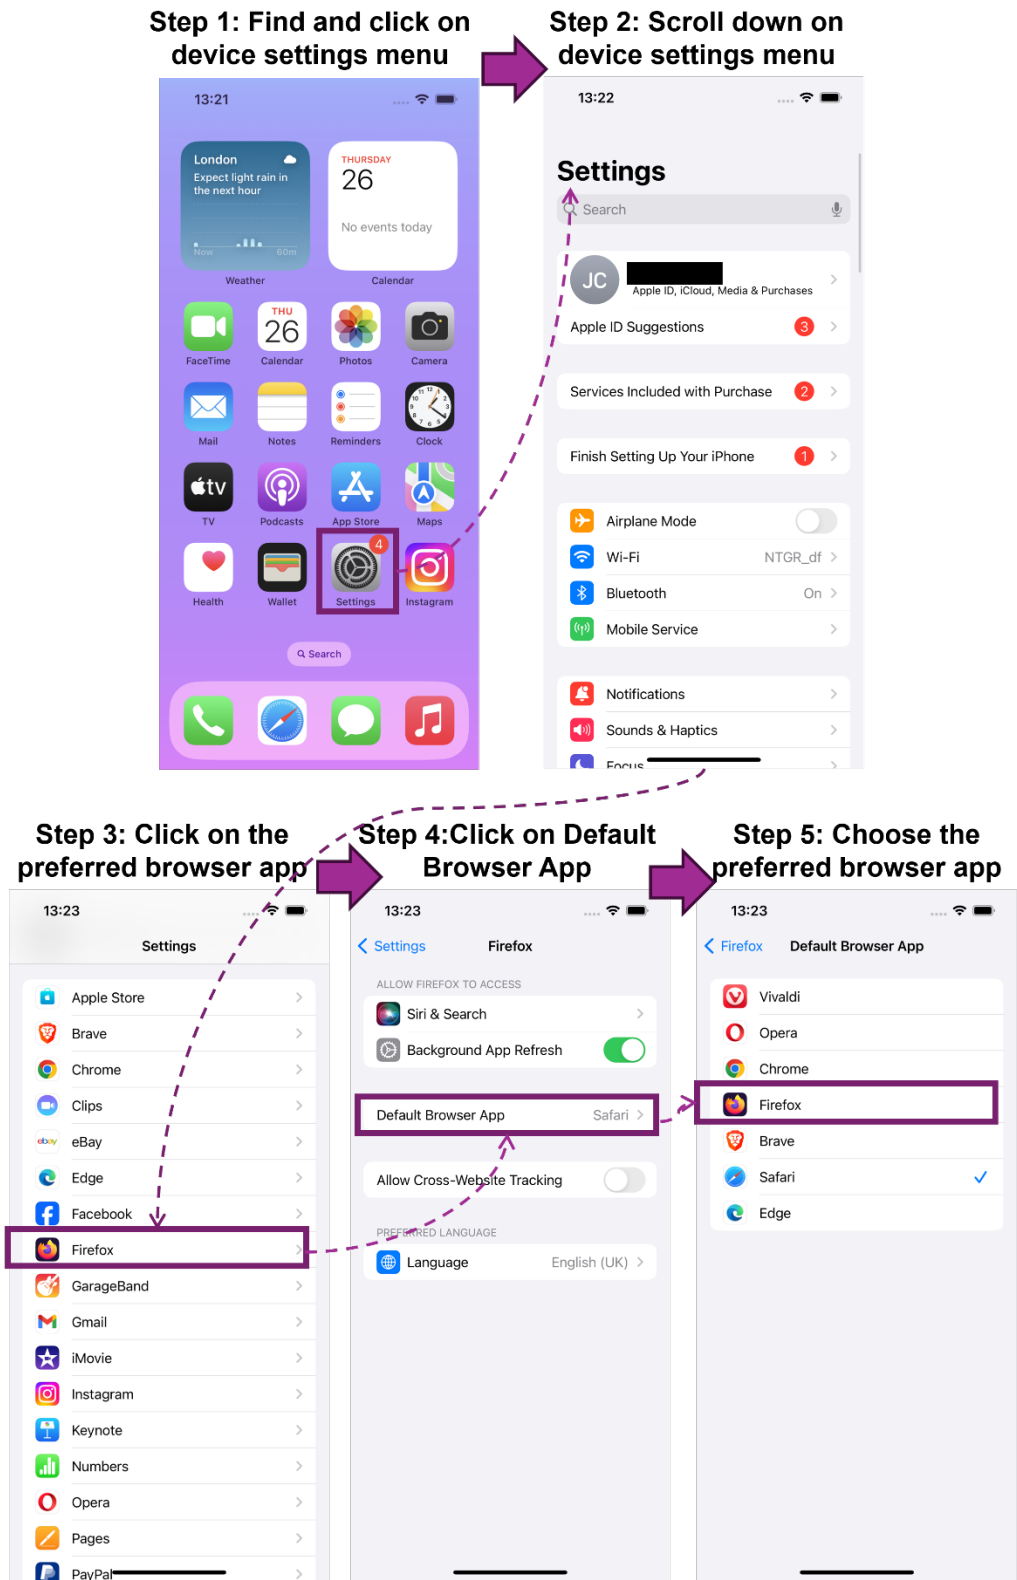 Step 1: Find and click on
device settings menu
Step 2: Scroll down on
device settings menu
13:21
London
Expect light rain in
the next hour
Now
60m
Weather
THURSDAY
26
No events today
Calendar
FaceTime
THU
26
Calendar
Photos
Camera
Mail
Notes
Reminders
12
Clock
tv
TV
Podcasts
App Store
Maps
Health
Wallet
4
Settings
Instagram
Search
13:22
Settings
Search
JC
Apple ID, iCloud, Media & Purchases
Apple ID Suggestions 3
Services Included with Purchase 2
Finish Setting Up Your iPhone 1
Airplane Mode
Wi-Fi NTGR_df
Bluetooth On
Mobile Service
Notifications
Sounds & Haptics
Focus
Step 3: Click on the
preferred browser app
Step 4:Click on Default
Browser App
Step 5: Choose the
preferred browser app
13:23
Settings
Apple Store
Brave
Chrome
Clips
ebay
eBay
Edge
Facebook
Firefox
GarageBand
Gmail
iMovie
Instagram
Keynote
Numbers
Opera
Pages
PayPal
13:23
Settings
Firefox
ALLOW FIREFOX TO ACCESS
Siri & Search
Background App Refresh
Default Browser App Safari
Allow Cross-Website Tracking
PREFERRED LANGUAGE
Language English (UK)
13:23
Firefox
Default Browser App
Vivaldi
Opera
Chrome
Firefox
Brave
Safari
Edge